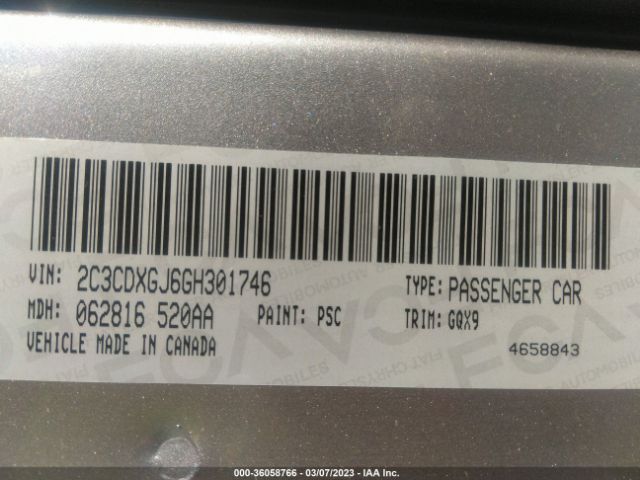 VIN: 2C3CDXGJ6GH301746 TYPE: PASSENGER CAR
MDH: 062816 520AA PAINT: PSC TRIM: GQX9
VEHICLE MADE IN CANADA 4658843
000-36058766 — 03/07/2023 — IAA Inc.